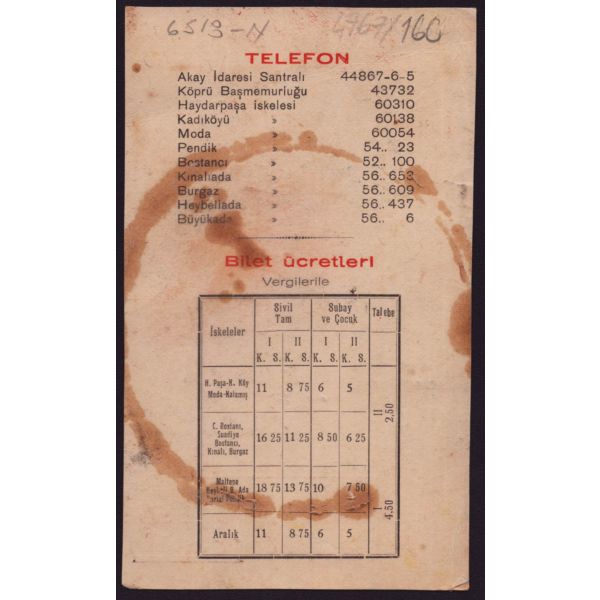 6519-N 4767/160
TELEFON
Akay İdaresi Santralı 44867-6-5
Köprü Başmemurluğu 43732
Haydarpaşa iskelesi 60310
Kadıköyü » 60138
Moda » 60054
Pendik » 54.. 23
Bostancı » 52.. 100
Kınalıada » 56.. 653
Burgaz » 56.. 609
Heybeliada » 56.. 437
Büyükada » 56.. 6
Bilet ücretleri
Vergilerile
İskeleler Sivil Tam Subay ve Çocuk Talebe
I II I II
K. S. K. S. K. S. K. S.
H. Paşa-K. Köy
Moda-Kalamış 11 8 75 6 5
II 2,50
C. Bostanı,
Suadiye
Bostancı,
Kınalı, Burgaz 16 25 11 25 8 50 6 25
Maltepe
Heybeli B. Ada
Pendik 18 75 13 75 10 7 50
I 4.50
Aralık 11 8 75 6 5